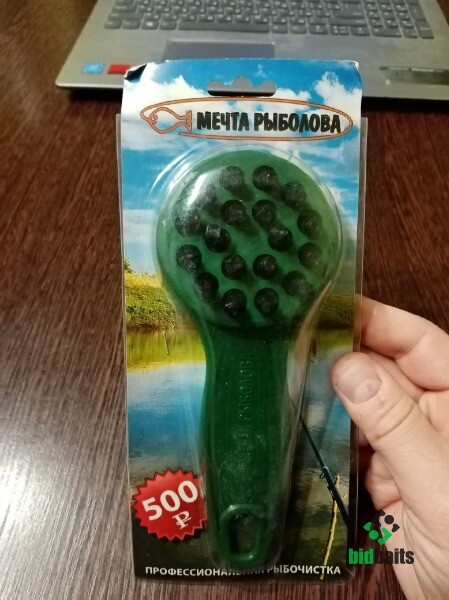 МЕЧТА РЫБОЛОВА
500
₽
ПРОФЕССИОНАЛЬНАЯ РЫБОЧИСТКА
bidbaits